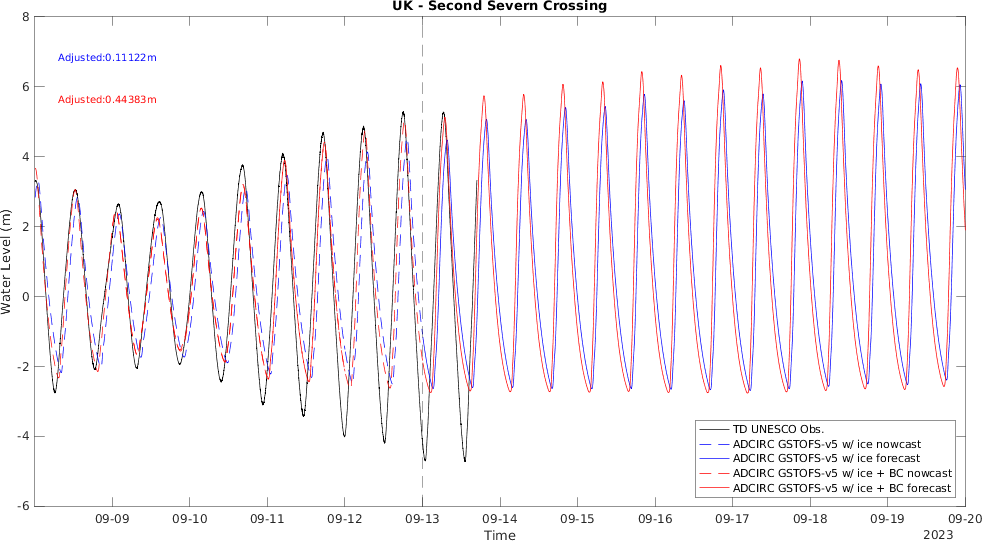 UK - Second Severn Crossing
8
6
4
2
0
-2
-4
-6
Water Level (m)
Adjusted:0.11122m
Adjusted:0.44383m
TD UNESCO Obs.
ADCIRC GSTOFS-v5 w/ ice nowcast
ADCIRC GSTOFS-v5 w/ ice forecast
ADCIRC GSTOFS-v5 w/ ice + BC nowcast
ADCIRC GSTOFS-v5 w/ ice + BC forecast
09-09 09-10 09-11 09-12 09-13 09-14 09-15 09-16 09-17 09-18 09-19 09-20
Time
2023